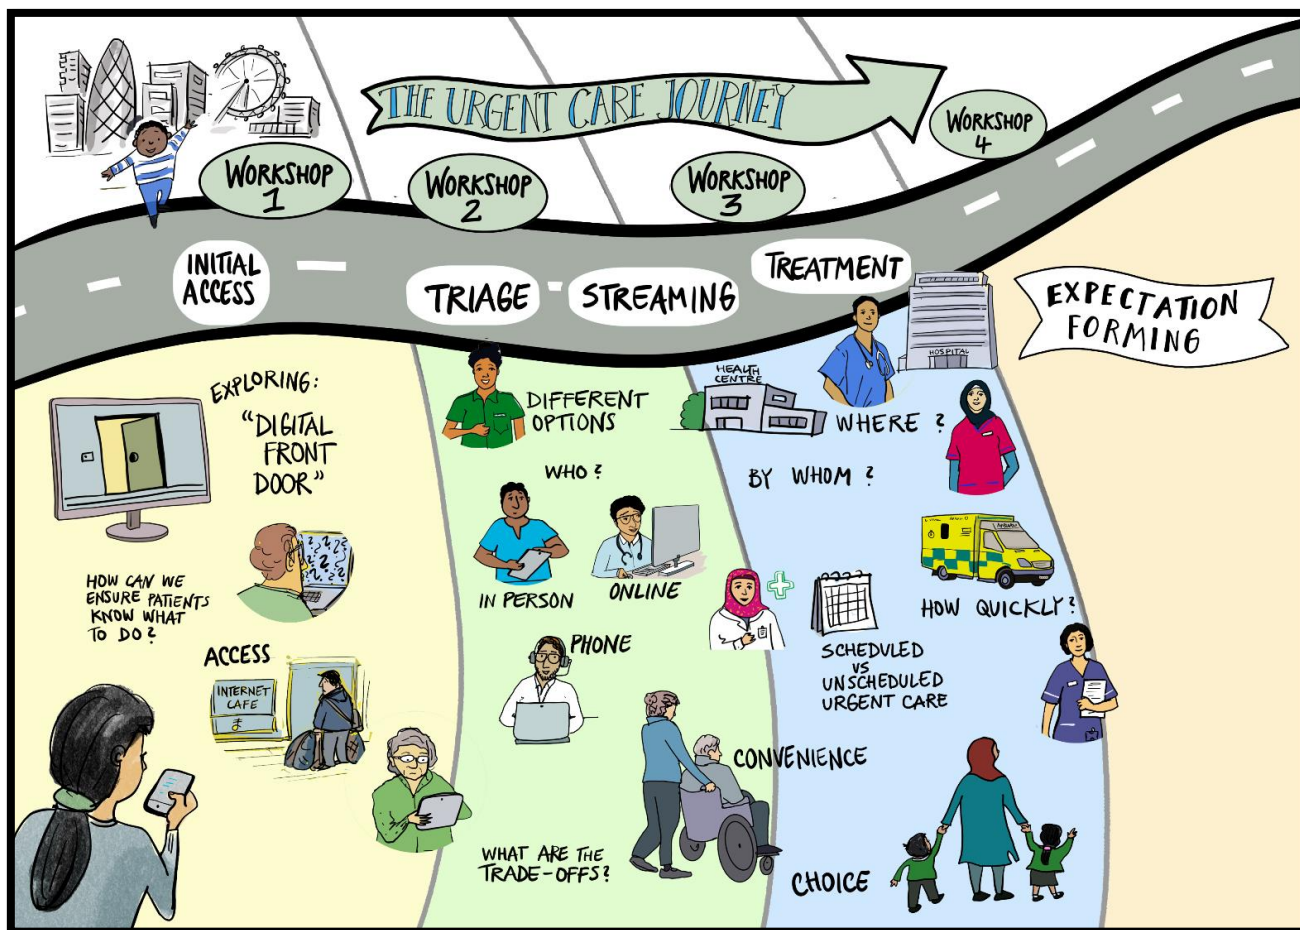 THE URGENT CARE JOURNEY
WORKSHOP
1
WORKSHOP
2
WORKSHOP
3
WORKSHOP
4
INITIAL
ACCESS
TRIAGE - STREAMING
TREATMENT
EXPECTATION
FORMING
EXPLORING:
"DIGITAL
FRONT
DOOR"
HOW CAN WE
ENSURE PATIENTS
KNOW WHAT
TO DO?
ACCESS
INTERNET
CAFE
DIFFERENT
OPTIONS
WHO?
IN PERSON
ONLINE
PHONE
WHAT ARE THE
TRADE-OFFS?
HEALTH
CENTRE
HOSPITAL
WHERE?
BY WHOM?
HOW QUICKLY?
SCHEDULED
VS
UNSCHEDULED
URGENT CARE
CONVENIENCE
CHOICE